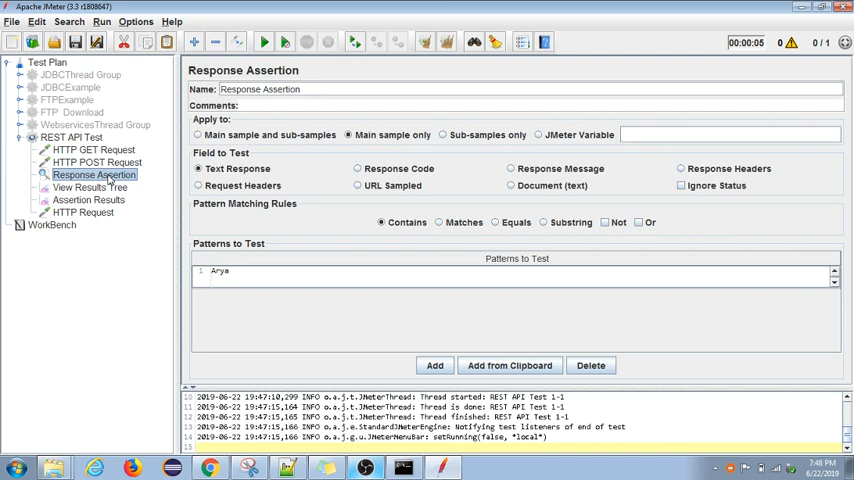 Apache JMeter (3.3 r1808647)
File Edit Search Run Options Help
00:00:05 0 0 / 1
Test Plan
JDBCThread Group
JDBCExample
FTPExample
FTP Download
WebservicesThread Group
REST API Test
HTTP GET Request
HTTP POST Request
Response Assertion
View Results Tree
Assertion Results
HTTP Request
WorkBench
Response Assertion
Name: Response Assertion
Comments:
Apply to:
Main sample and sub-samples Main sample only Sub-samples only JMeter Variable
Field to Test
Text Response Response Code Response Message Response Headers
Request Headers URL Sampled Document (text) Ignore Status
Pattern Matching Rules
Contains Matches Equals Substring Not Or
Patterns to Test
Patterns to Test
1 Arya
Add Add from Clipboard Delete
10 2019-06-22 19:47:10,299 INFO o.a.j.t.JMeterThread: Thread started: REST API Test 1-1
11 2019-06-22 19:47:15,164 INFO o.a.j.t.JMeterThread: Thread is done: REST API Test 1-1
12 2019-06-22 19:47:15,165 INFO o.a.j.t.JMeterThread: Thread finished: REST API Test 1-1
13 2019-06-22 19:47:15,166 INFO o.a.j.e.StandardJMeterEngine: Notifying test listeners of end of test
14 2019-06-22 19:47:15,166 INFO o.a.j.g.u.JMeterMenuBar: setRunning(false, *local*)
15
7:48 PM
6/22/2019